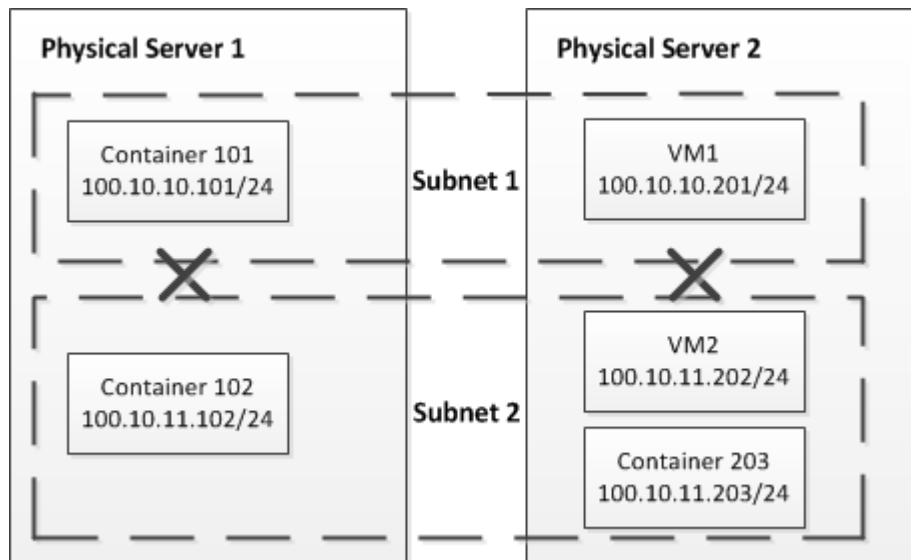 Physical Server 1
Physical Server 2
Container 101
100.10.10.101/24
Subnet 1
VM1
100.10.10.201/24
Container 102
100.10.11.102/24
Subnet 2
VM2
100.10.11.202/24
Container 203
100.10.11.203/24